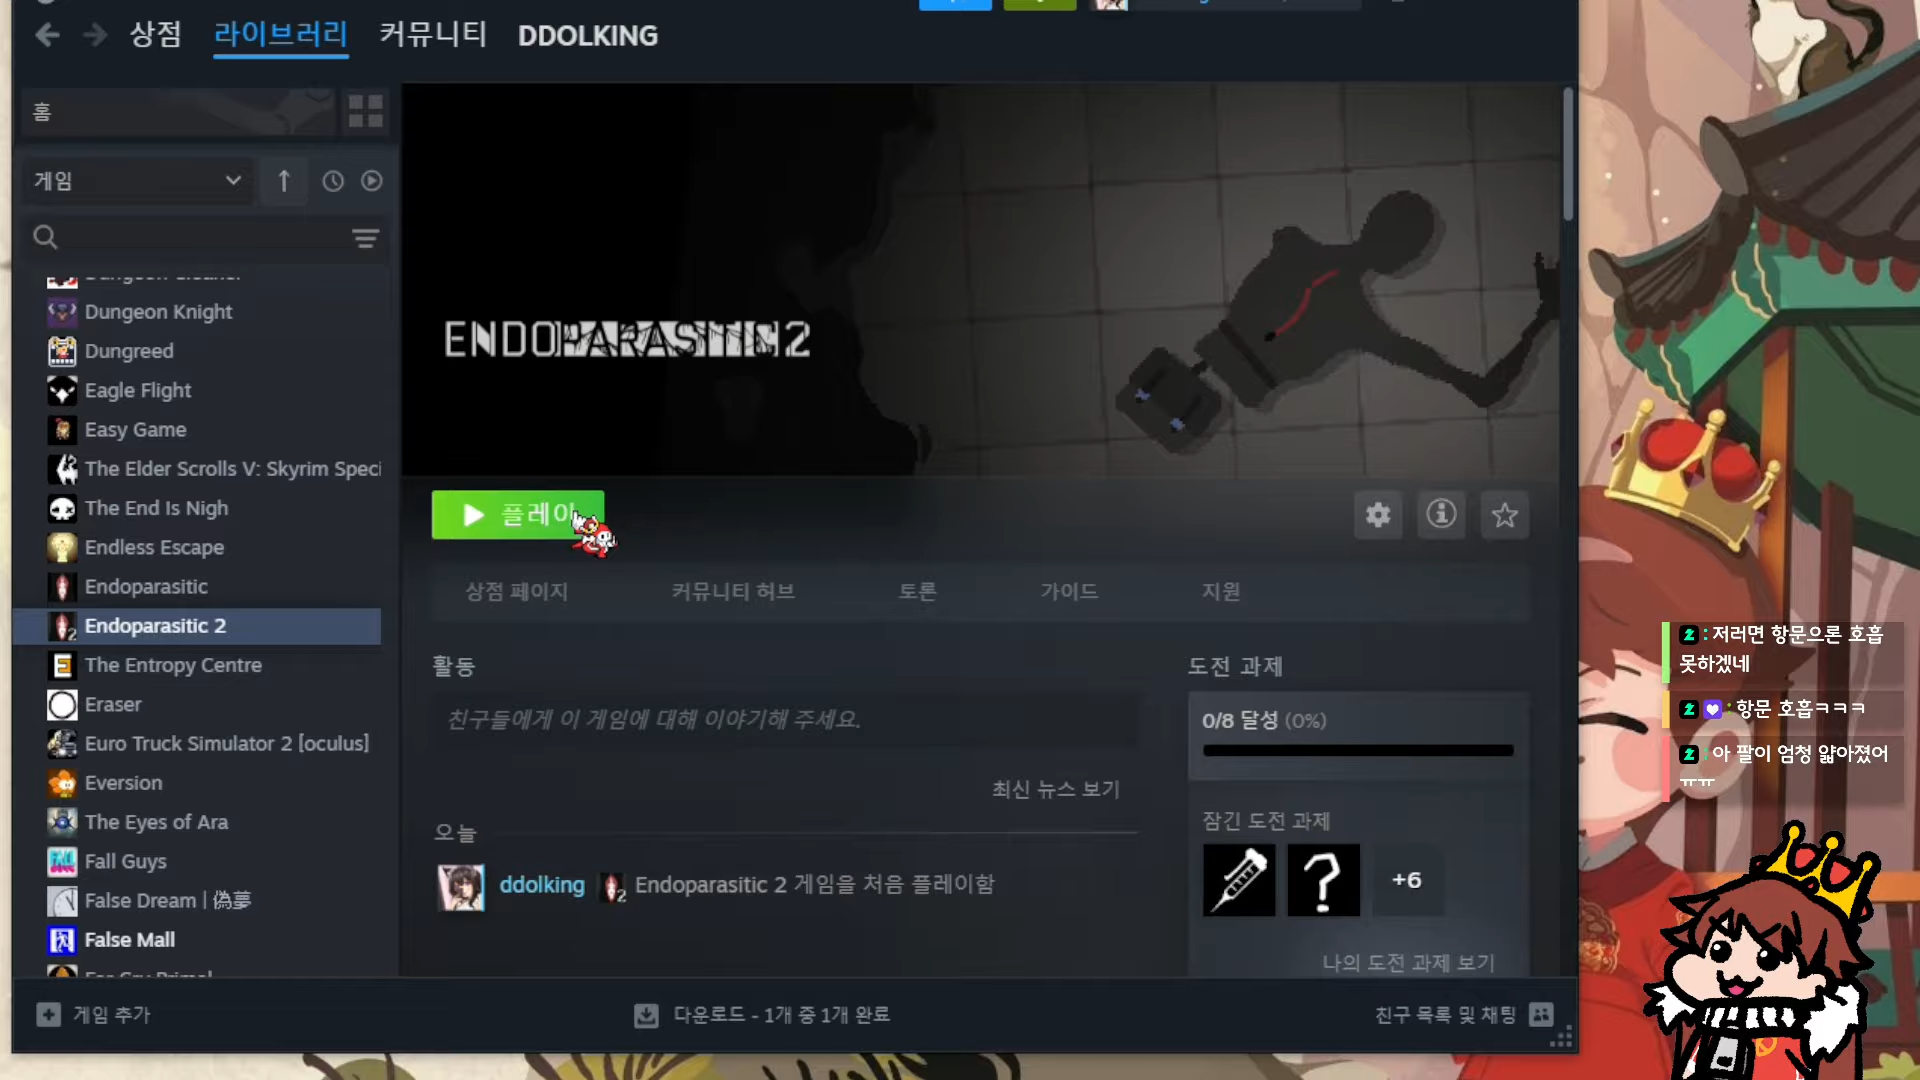 상점 라이브러리 커뮤니티 DDOLKING
홈
게임
Dungeon Knight
Dungreed
Eagle Flight
Easy Game
The Elder Scrolls V: Skyrim Speci
The End Is Nigh
Endless Escape
Endoparasitic
Endoparasitic 2
The Entropy Centre
Eraser
Euro Truck Simulator 2 [oculus]
Eversion
The Eyes of Ara
Fall Guys
False Dream | 偽夢
False Mall
ENDOPARASITIC 2
플레이
상점 페이지 커뮤니티 허브 토론 가이드 지원
활동
친구들에게 이 게임에 대해 이야기해 주세요.
최신 뉴스 보기
오늘
ddolking Endoparasitic 2 게임을 처음 플레이함
도전 과제
0/8 달성 (0%)
잠긴 도전 과제
+6
나의 도전 과제 보기
게임 추가
다운로드 - 1개 중 1개 완료
친구 목록 및 채팅
: 저러면 항문으론 호흡
못하겠네
: 항문 호흡ㅋㅋㅋ
: 아 팔이 엄청 얇아졌어
ㅠㅠ